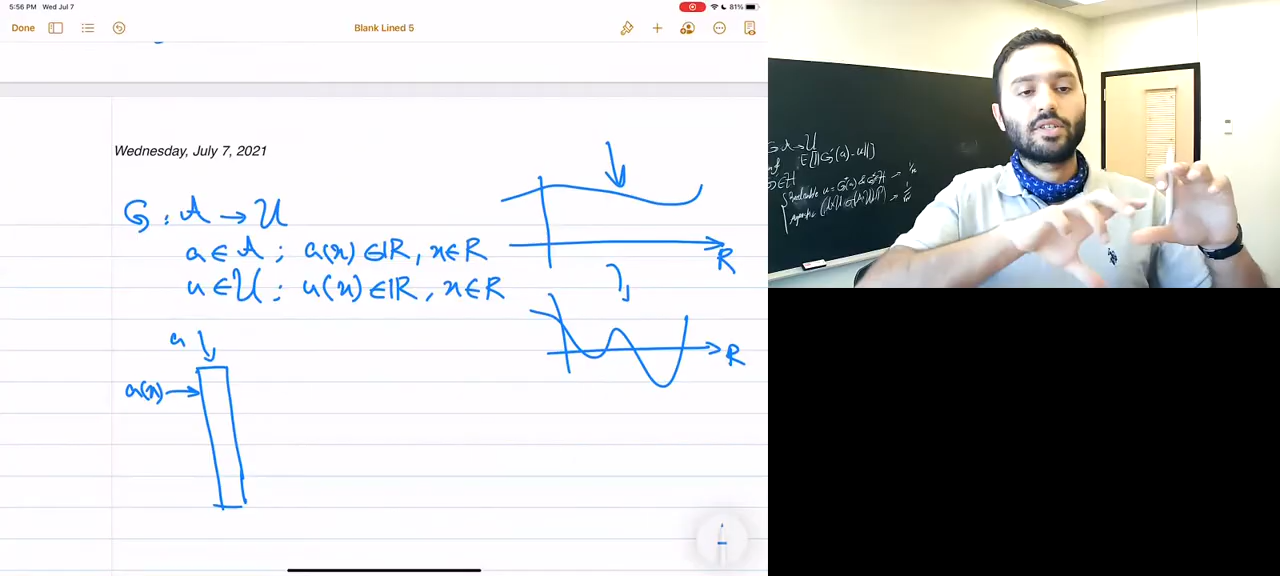 5:56 PM Wed Jul 7
81%
Done
Blank Lined 5
Wednesday, July 7, 2021
G : A → U
a ∈ A ; a(x) ∈ ℝ , x ∈ R
u ∈ U ; u(x) ∈ ℝ , x ∈ R
R
R
a
a(x) →
G A → U
E[‖G(a) - u‖]